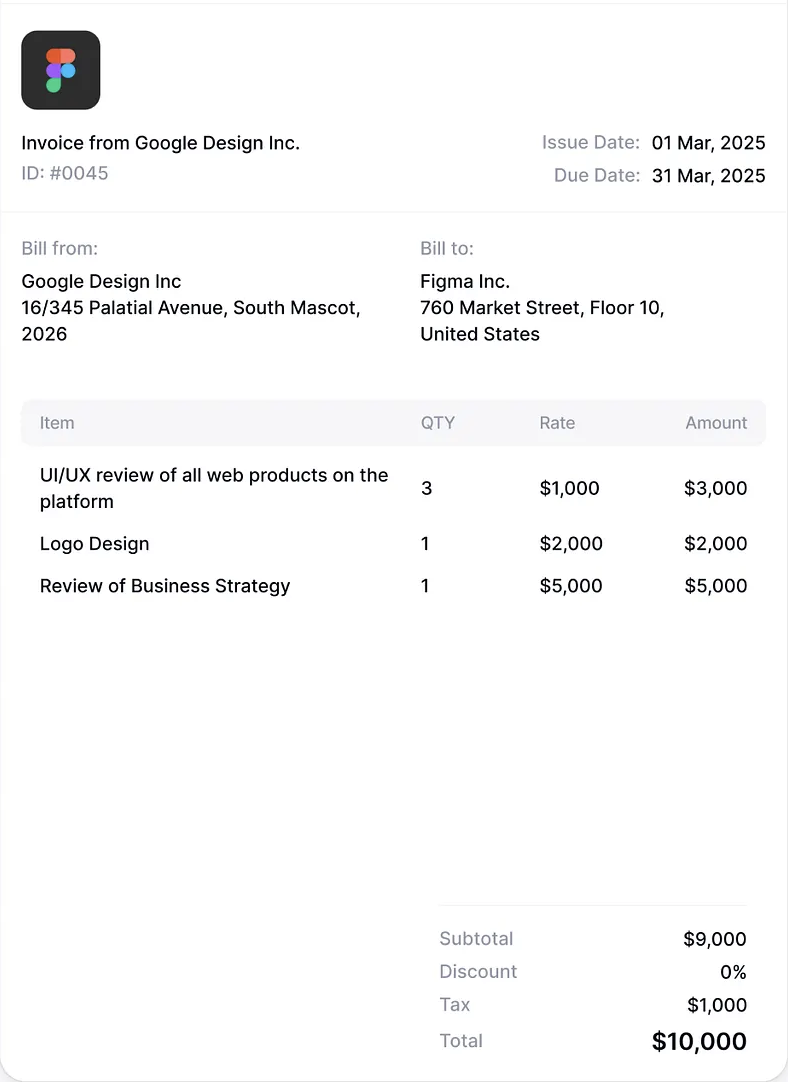 Invoice from Google Design Inc.
ID: #0045
Issue Date: 01 Mar, 2025
Due Date: 31 Mar, 2025
Bill from:
Google Design Inc
16/345 Palatial Avenue, South Mascot,
2026
Bill to:
Figma Inc.
760 Market Street, Floor 10,
United States
Item QTY Rate Amount
UI/UX review of all web products on the
platform
3 $1,000 $3,000
Logo Design 1 $2,000 $2,000
Review of Business Strategy 1 $5,000 $5,000
Subtotal $9,000
Discount 0%
Tax $1,000
Total $10,000